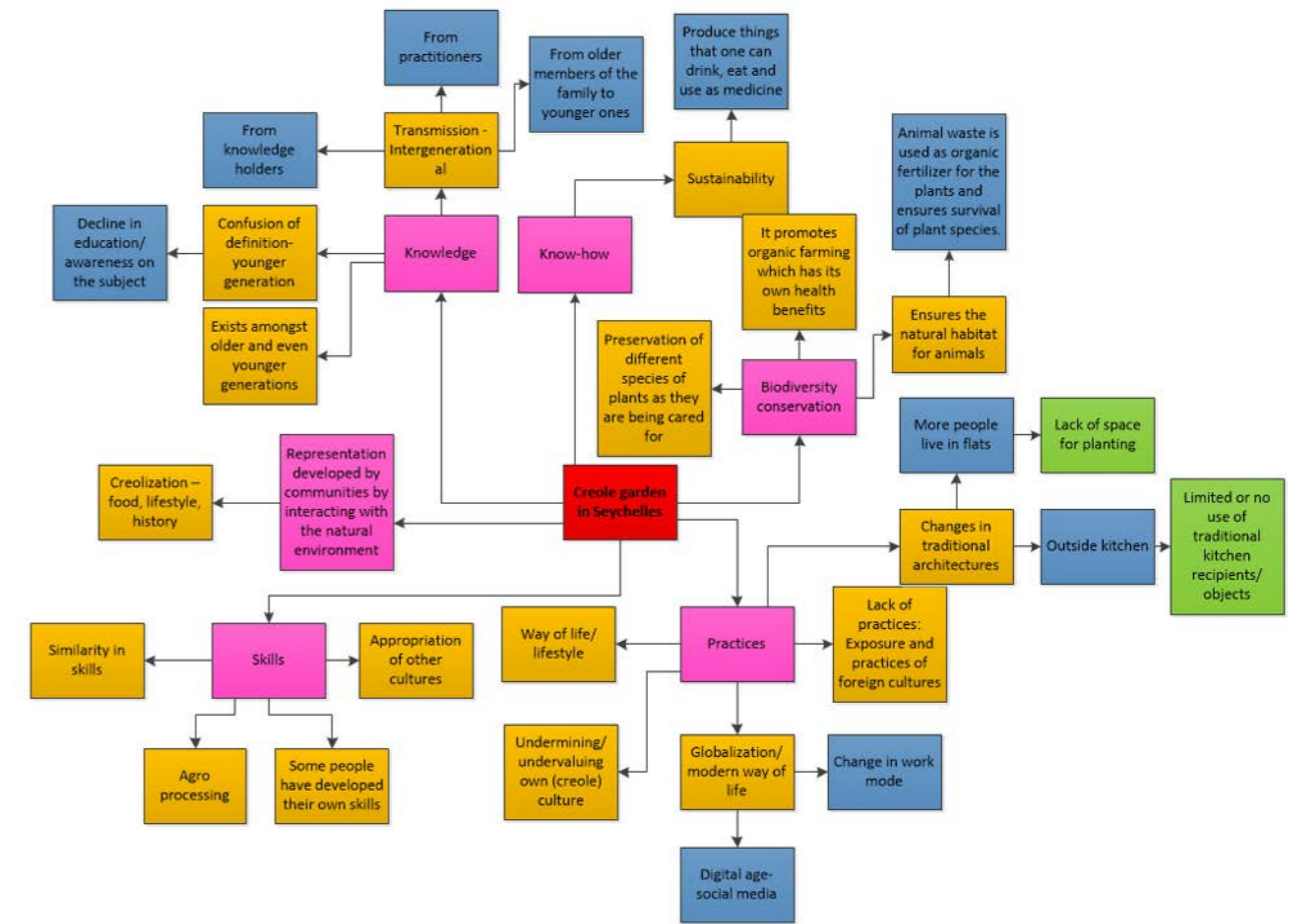 From
practitioners
From older
members of the
family to
younger ones
Produce things
that one can
drink, eat and
use as medicine
From
knowledge
holders
Transmission -
Intergeneration
al
Animal waste is
used as organic
fertilizer for the
plants and
ensures survival
of plant species.
Sustainability
Decline in
education/
awareness on
the subject
Confusion of
definition-
younger
generation
Knowledge
Know-how
It promotes
organic farming
which has its
own health
benefits
Exists amongst
older and even
younger
generations
Ensures the
natural habitat
for animals
Preservation of
different
species of
plants as they
are being cared
for
Biodiversity
conservation
More people
live in flats
Lack of space
for planting
Creolization –
food, lifestyle,
history
Representation
developed by
communities by
interacting with
the natural
environment
Creole garden
in Seychelles
Changes in
traditional
architectures
Outside kitchen
Limited or no
use of
traditional
kitchen
recipients/
objects
Similarity in
skills
Skills
Appropriation
of other
cultures
Way of life/
lifestyle
Practices
Lack of
practices:
Exposure and
practices of
foreign cultures
Agro
processing
Some people
have developed
their own skills
Undermining/
undervaluing
own (creole)
culture
Globalization/
modern way of
life
Change in work
mode
Digital age-
social media